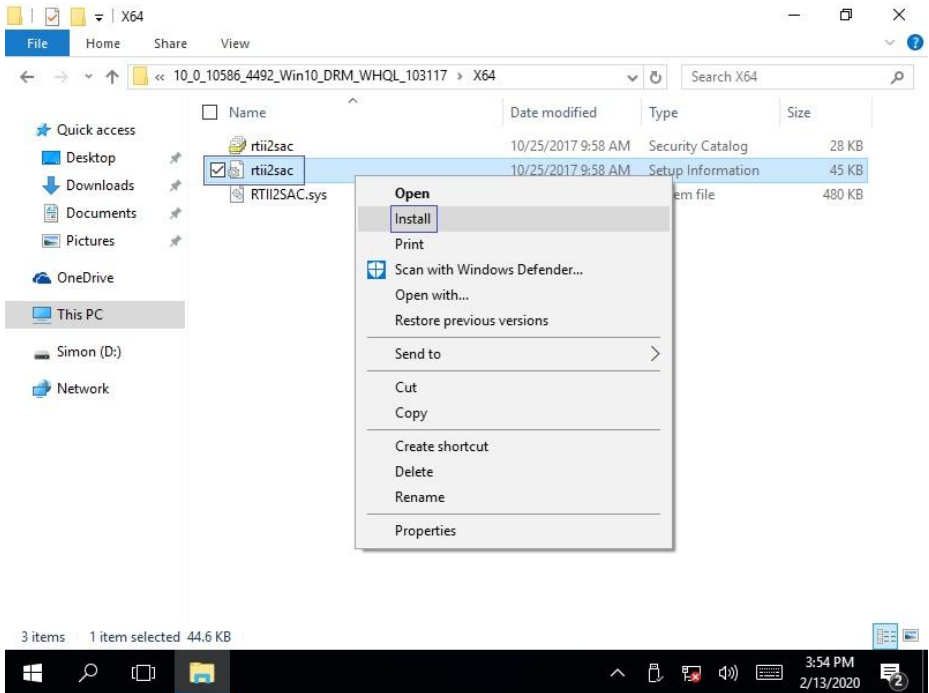 X64
File Home Share View
« 10_0_10586_4492_Win10_DRM_WHQL_103117 > X64 Search X64
Name Date modified Type Size
Quick access
Desktop
Downloads
Documents
Pictures
OneDrive
This PC
Simon (D:)
Network
rtii2sac 10/25/2017 9:58 AM Security Catalog 28 KB
rtii2sac 10/25/2017 9:58 AM Setup Information 45 KB
RTII2SAC.sys em file 480 KB
Open
Install
Print
Scan with Windows Defender...
Open with...
Restore previous versions
Send to
Cut
Copy
Create shortcut
Delete
Rename
Properties
3 items 1 item selected 44.6 KB
3:54 PM
2/13/2020
2